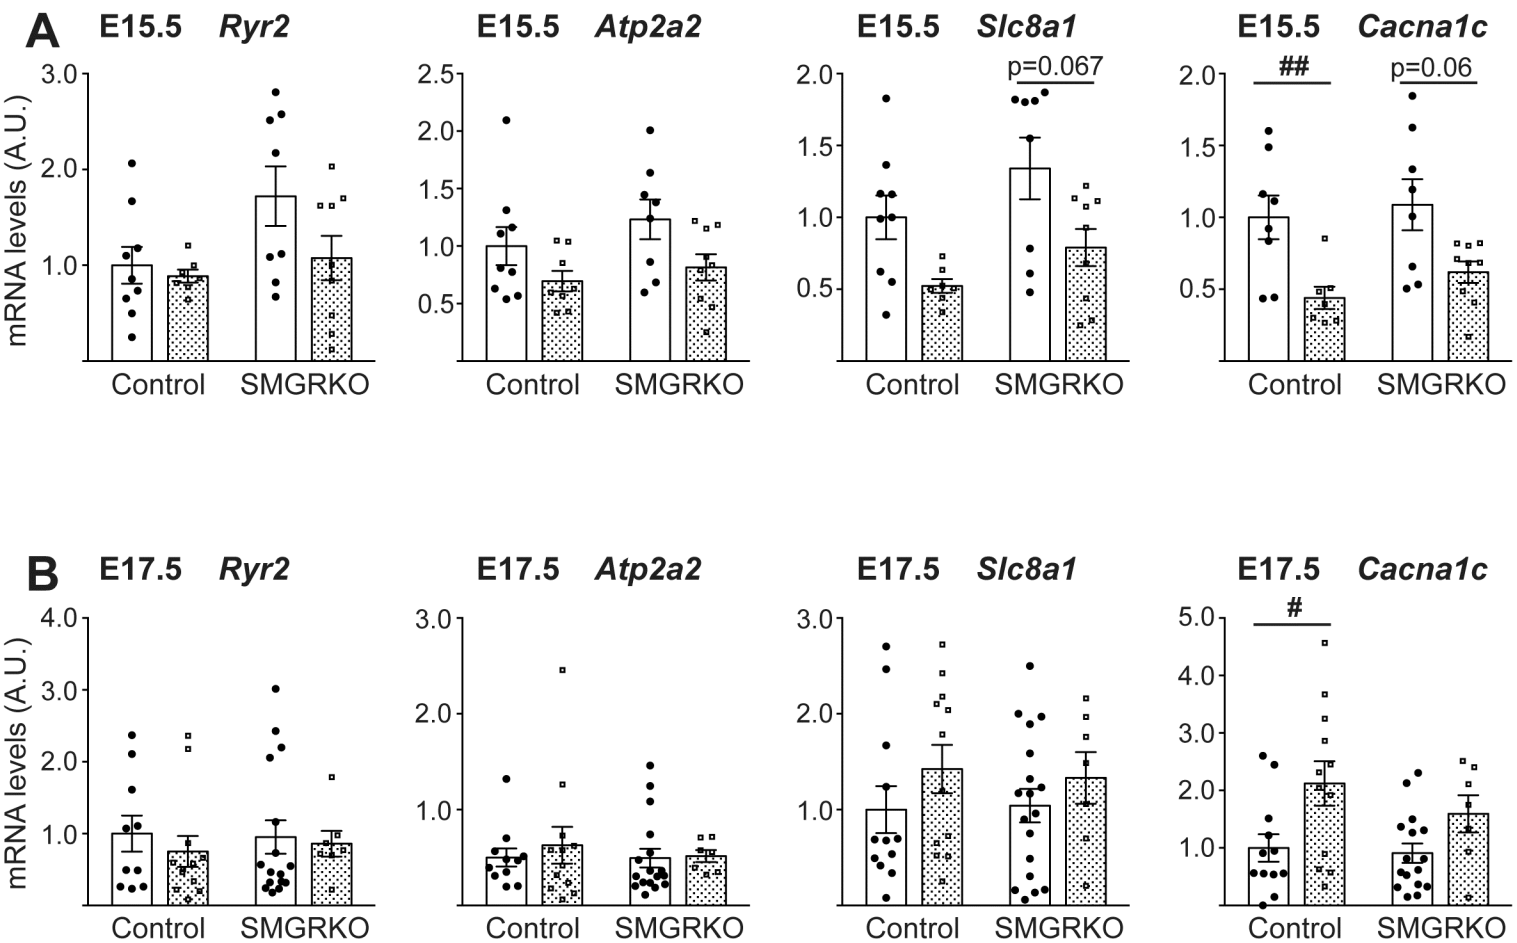 A E15.5 Ryr2 E15.5 Atp2a2 E15.5 Slc8a1 E15.5 Cacna1c
p=0.067 ## p=0.06
mRNA levels (A.U.)
3.0 2.5 2.0 2.0
2.0 2.0 1.5 1.5
1.0 1.5 1.0 1.0
1.0 0.5 0.5
0.5
Control SMGRKO Control SMGRKO Control SMGRKO Control SMGRKO
B E17.5 Ryr2 E17.5 Atp2a2 E17.5 Slc8a1 E17.5 Cacna1c
#
mRNA levels (A.U.)
4.0 3.0 3.0 5.0
3.0 2.0 2.0 4.0
2.0 1.0 1.0 3.0
1.0 2.0
1.0
Control SMGRKO Control SMGRKO Control SMGRKO Control SMGRKO